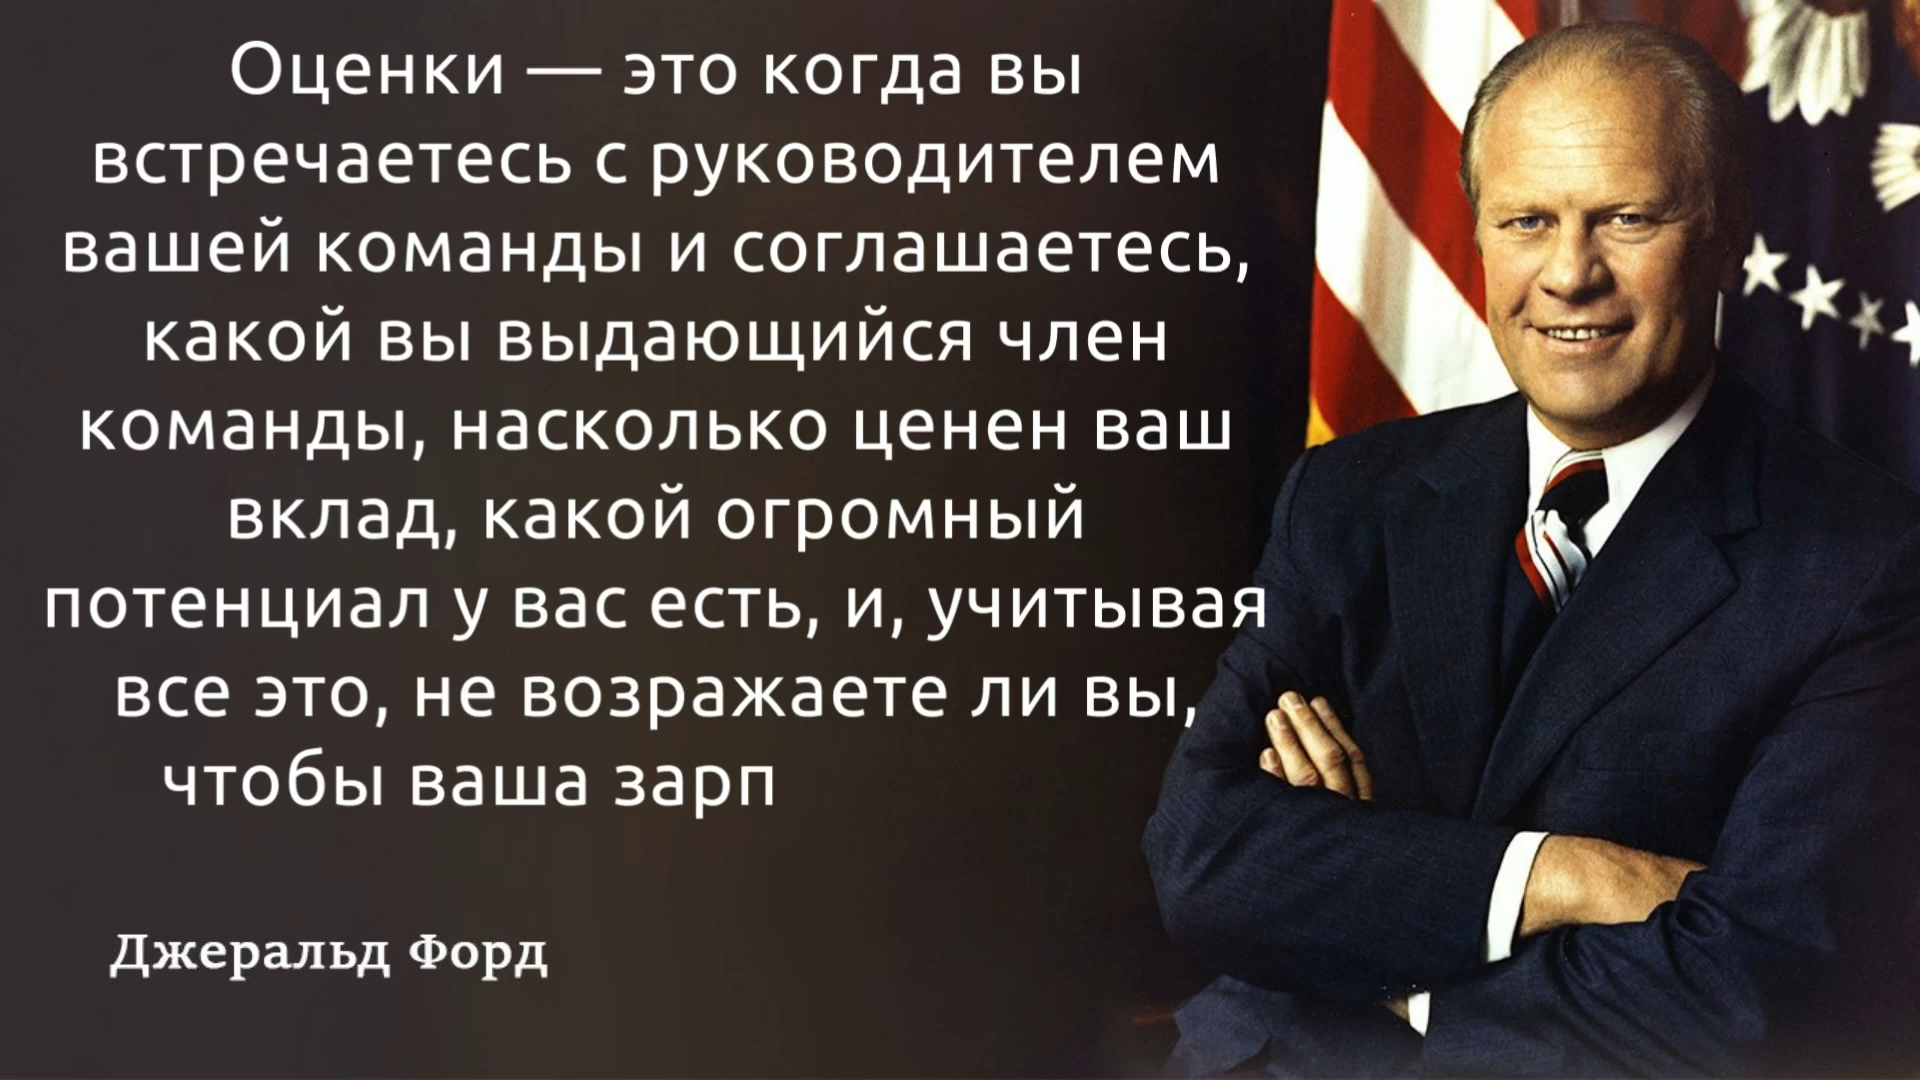 Оценки — это когда вы
встречаетесь с руководителем
вашей команды и соглашаетесь,
какой вы выдающийся член
команды, насколько ценен ваш
вклад, какой огромный
потенциал у вас есть, и, учитывая
все это, не возражаете ли вы,
чтобы ваша зарп
Джеральд Форд